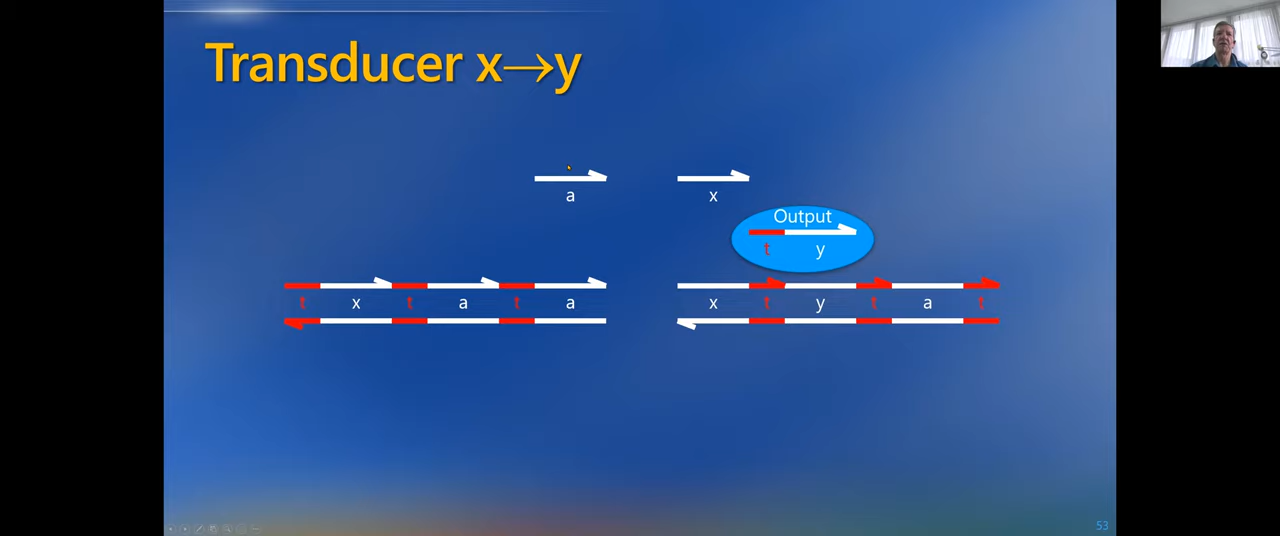 Transducer x→y
a x
Output
t y
t x t a t a x t y t a t
53